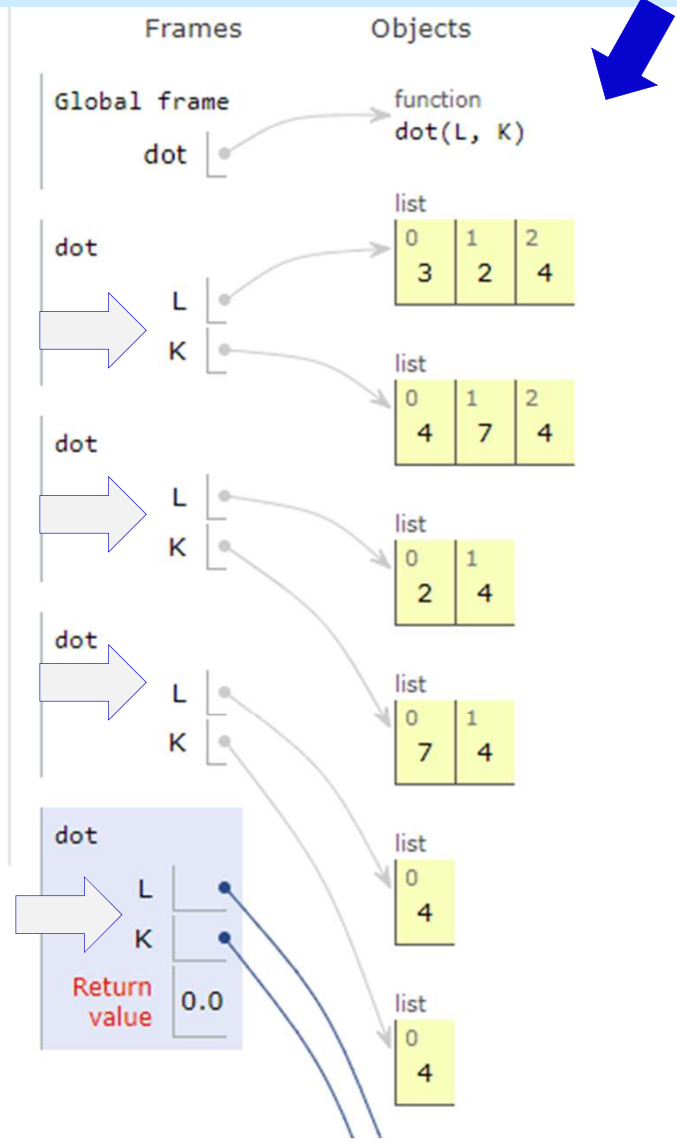 Frames Objects
Global frame
dot
function
dot(L, K)
dot
L
K
list
0 1 2
3 2 4
list
0 1 2
4 7 4
dot
L
K
list
0 1
2 4
list
0 1
7 4
dot
L
K
list
0
4
list
0
4
dot
L
K
Return
value
0.0